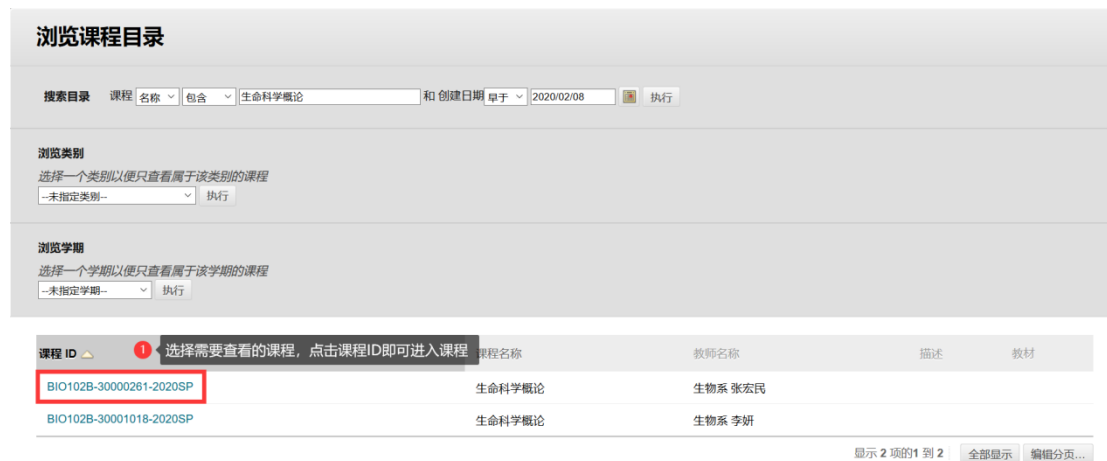 浏览课程目录
搜索目录 课程 名称 包含 生命科学概论 和 创建日期 早于 2020/02/08 执行
浏览类别
选择一个类别以便只查看属于该类别的课程
--未指定类别-- 执行
浏览学期
选择一个学期以便只查看属于该学期的课程
--未指定学期-- 执行
课程 ID 1 选择需要查看的课程，点击课程ID即可进入课程 课程名称 教师名称 描述 教材
BIO102B-30000261-2020SP 生命科学概论 生物系 张宏民
BIO102B-30001018-2020SP 生命科学概论 生物系 李妍
显示 2 项的1 到 2 全部显示 编辑分页...